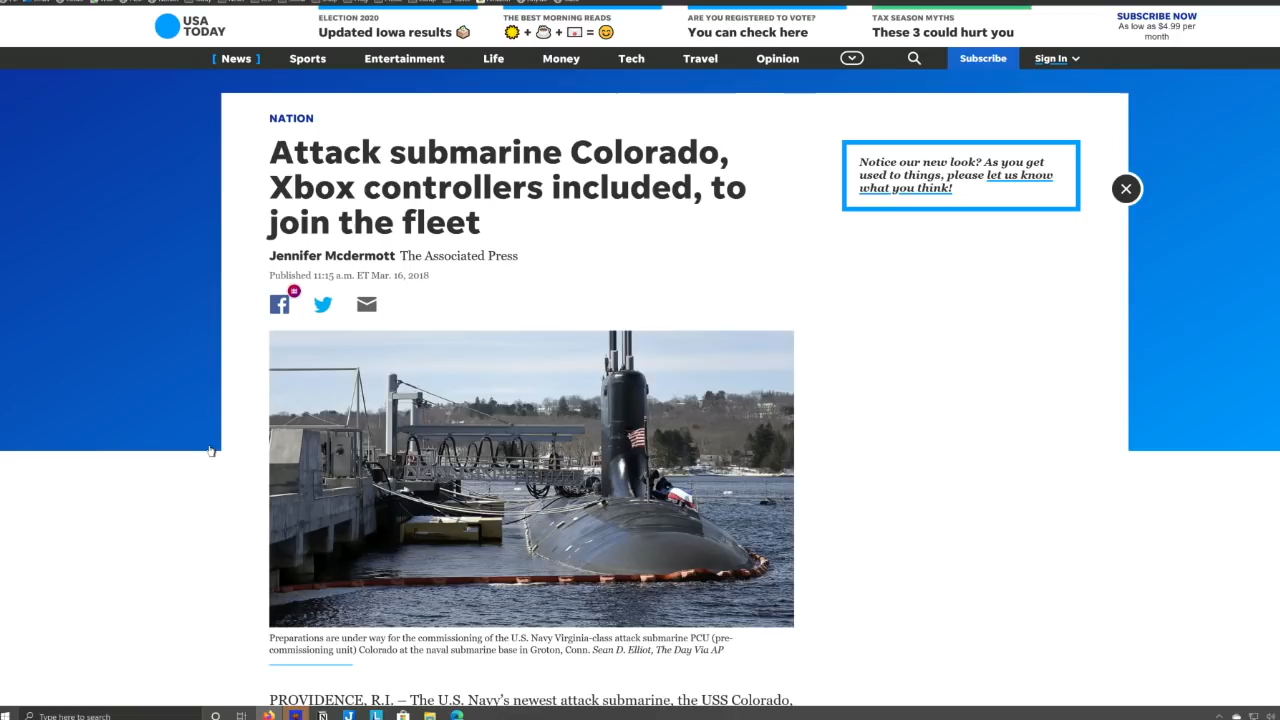 ELECTION 2020
Updated Iowa results
THE BEST MORNING READS
+ + =
ARE YOU REGISTERED TO VOTE?
You can check here
TAX SEASON MYTHS
These 3 could hurt you
SUBSCRIBE NOW
As low as $4.99 per
month
USA
TODAY
[ News ]
Sports
Entertainment
Life
Money
Tech
Travel
Opinion
Subscribe
Sign In
NATION
Attack submarine Colorado,
Xbox controllers included, to
join the fleet
Jennifer Mcdermott The Associated Press
Published 11:15 a.m. ET Mar. 16, 2018
Notice our new look? As you get
used to things, please let us know
what you think!
Preparations are under way for the commissioning of the U.S. Navy Virginia-class attack submarine PCU (pre-
commissioning unit) Colorado at the naval submarine base in Groton, Conn. Sean D. Elliot, The Day Via AP
PROVIDENCE, R.I. – The U.S. Navy's newest attack submarine, the USS Colorado,
Type here to search